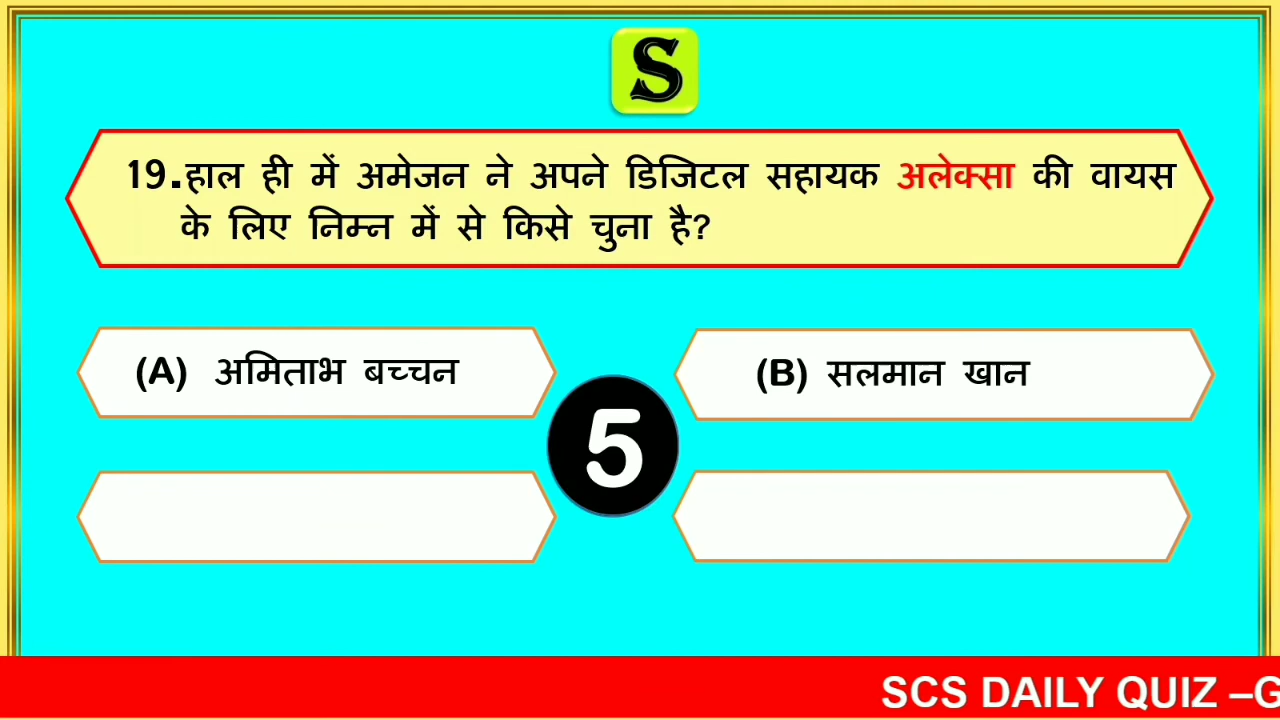 S
19.हाल ही में अमेजन ने अपने डिजिटल सहायक अलेक्सा की वायस
के लिए निम्न में से किसे चुना है?
(A) अमिताभ बच्चन
(B) सलमान खान
5
SCS DAILY QUIZ –G